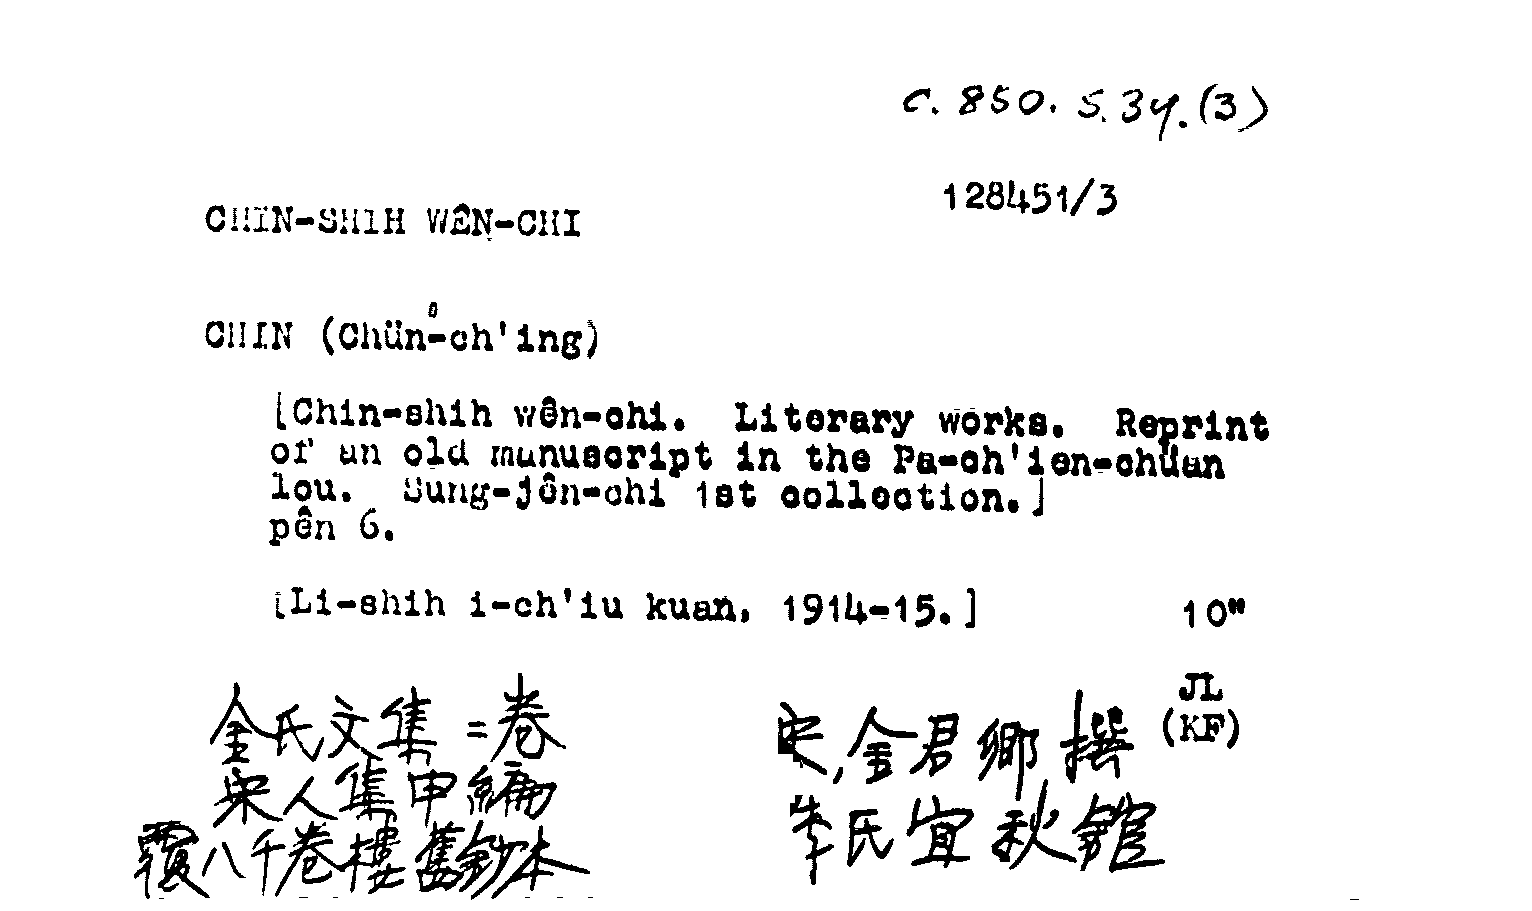 C. 850. S. 34. (3)
128451/3
CHIN-SHIH WÊN-CHI
CHIN (Chün-ch'ing)
[Chin-shih wên-chi. Literary works. Reprint
of an old manuscript in the Pa-ch'ien-chüan
lou. Sung-jên-chi 1st collection.]
pên 6.
[Li-shih i-ch'iu kuan, 1914-15.] 10"
JL
(KF)
金氏文集 二卷 宋,金君卿撰
宋人集甲編 李氏宜秋館
覆八千卷樓舊鈔本